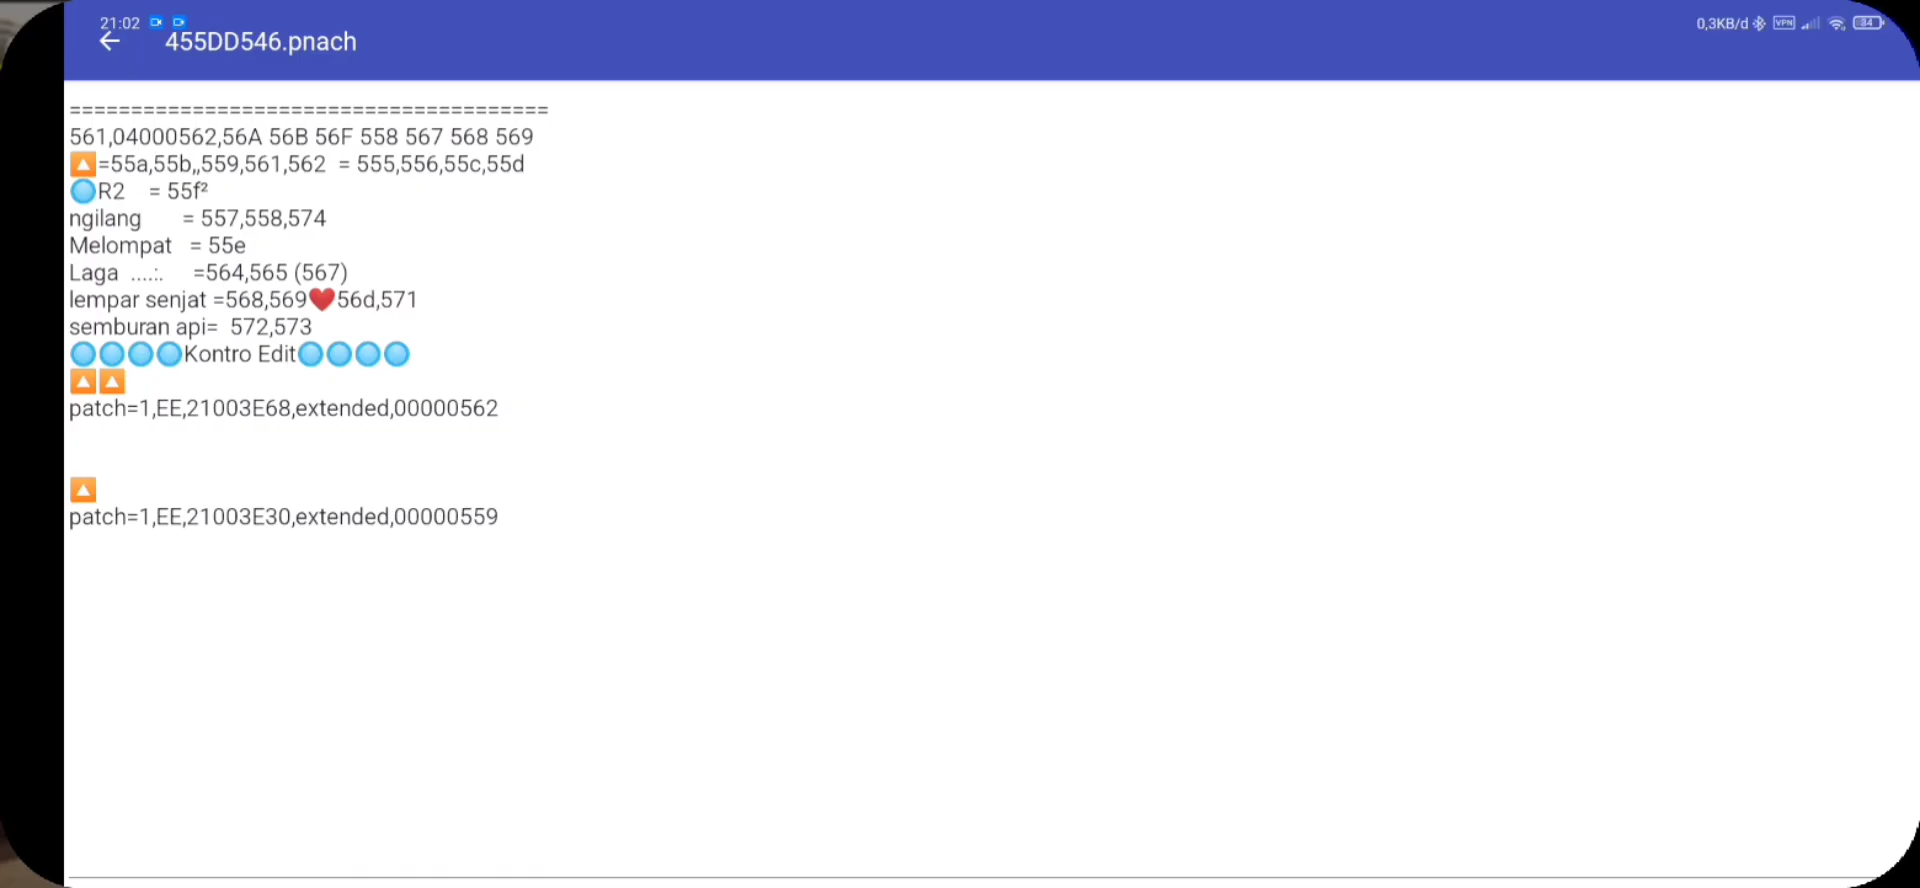 21:02
0,3KB/d VPN 34
455DD546.pnach
=======================================
561,04000562,56A 56B 56F 558 567 568 569
🔼=55a,55b,,559,561,562 = 555,556,55c,55d
🔵R2 = 55f²
ngilang = 557,558,574
Melompat = 55e
Laga ....:. =564,565 (567)
lempar senjat =568,569❤️56d,571
semburan api= 572,573
🔵🔵🔵🔵Kontro Edit🔵🔵🔵🔵
🔼🔼
patch=1,EE,21003E68,extended,00000562
🔼
patch=1,EE,21003E30,extended,00000559